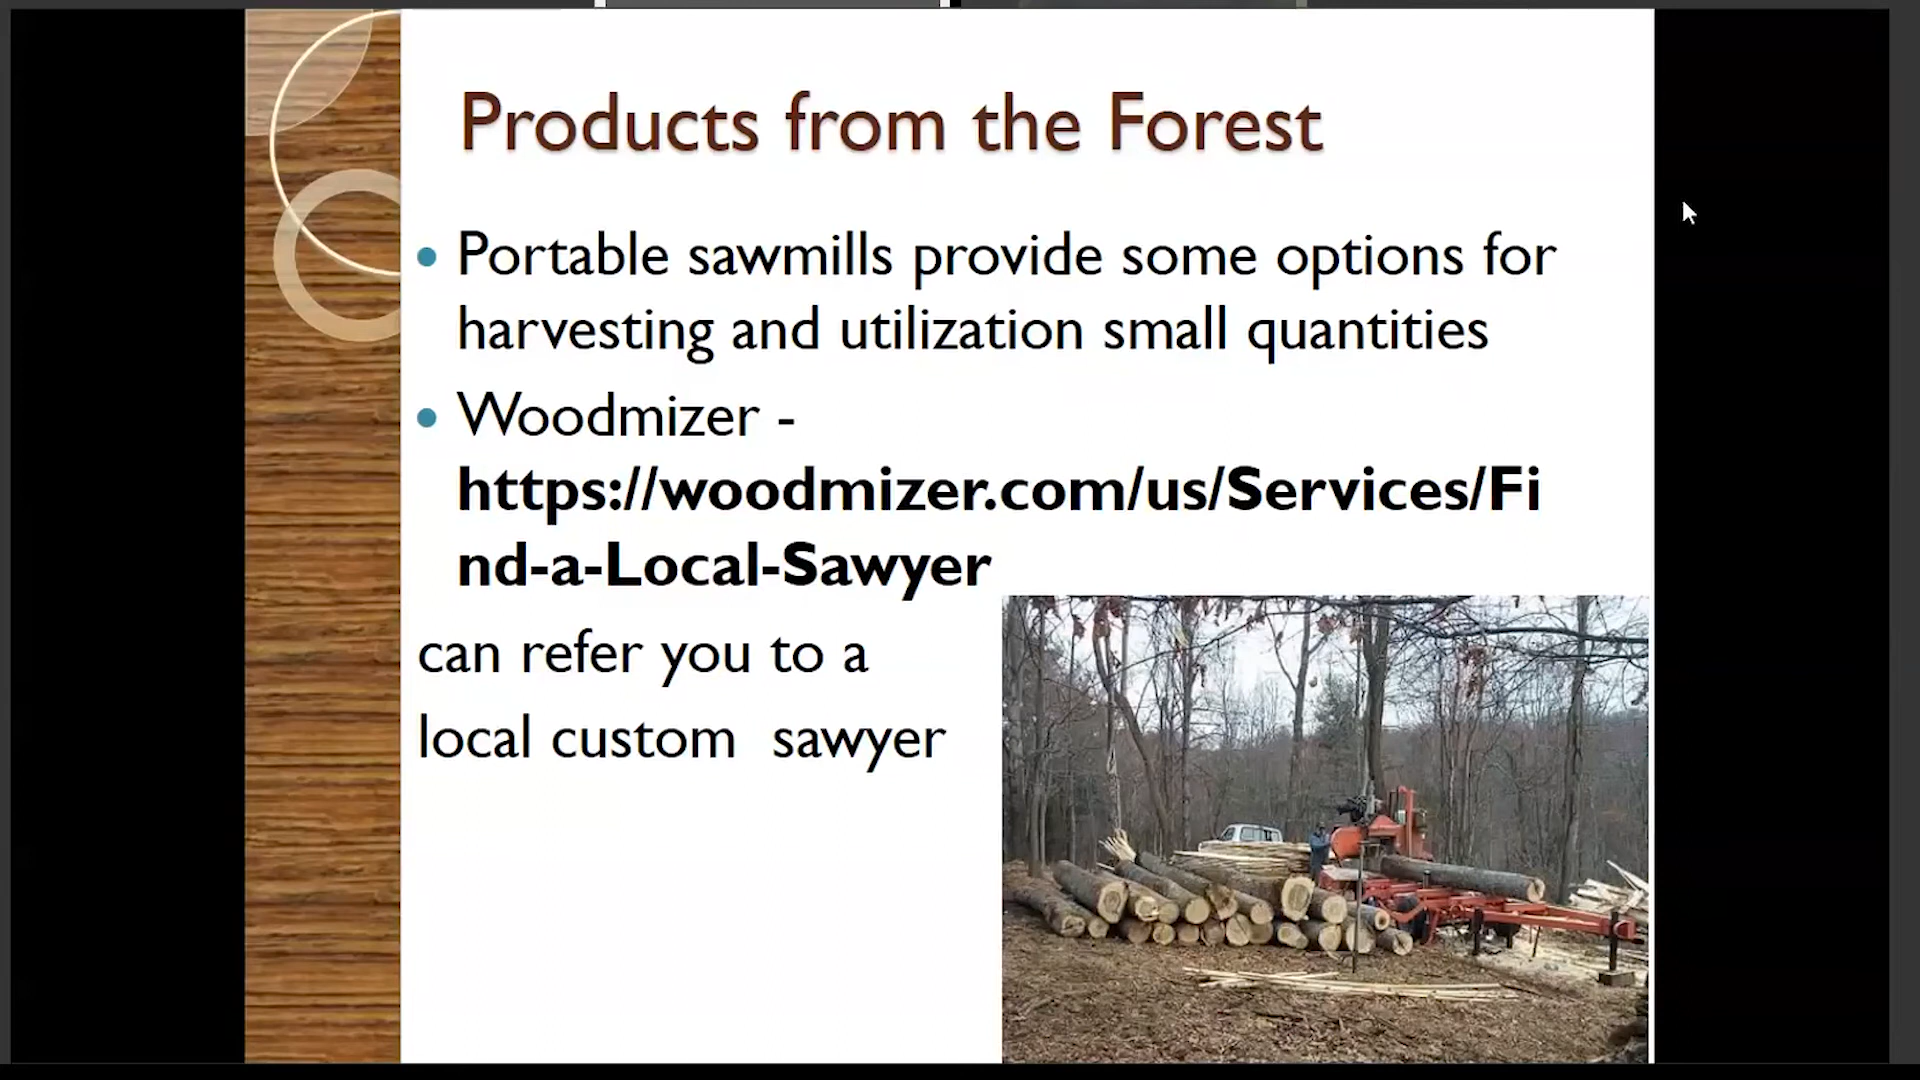 Products from the Forest
Portable sawmills provide some options for
harvesting and utilization small quantities
Woodmizer -
https://woodmizer.com/us/Services/Fi
nd-a-Local-Sawyer
can refer you to a
local custom  sawyer